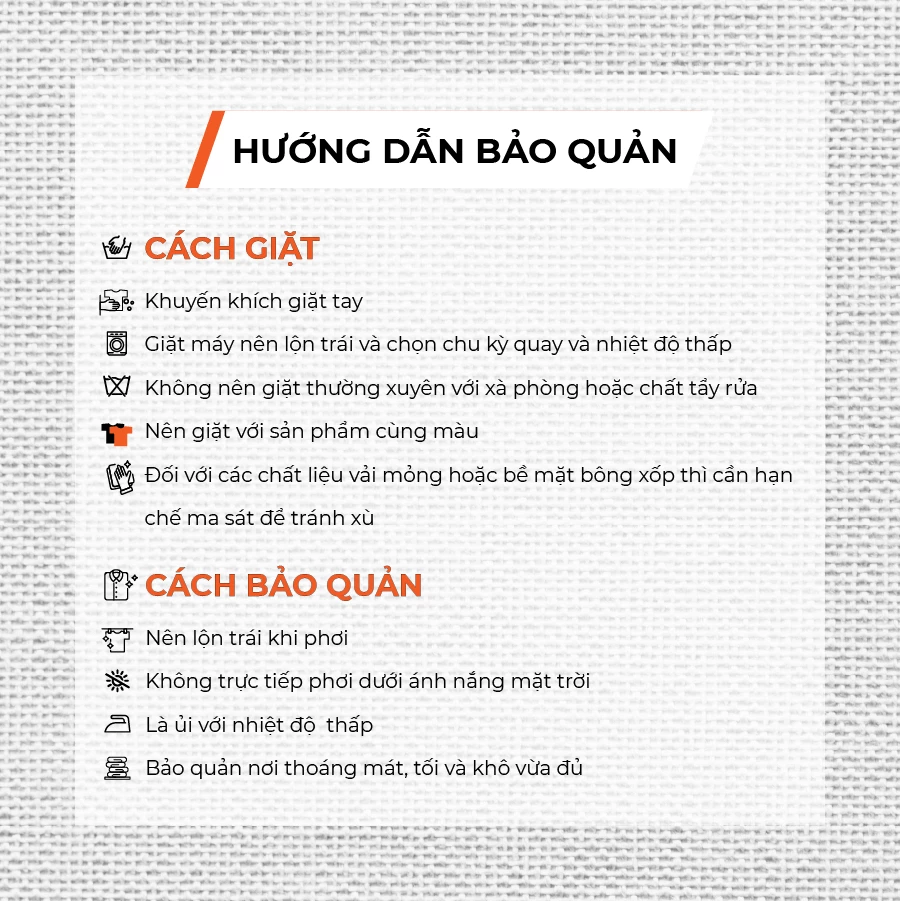 HƯỚNG DẪN BẢO QUẢN
CÁCH GIẶT
Khuyến khích giặt tay
Giặt máy nên lộn trái và chọn chu kỳ quay và nhiệt độ thấp
Không nên giặt thường xuyên với xà phòng hoặc chất tẩy rửa
Nên giặt với sản phẩm cùng màu
Đối với các chất liệu vải mỏng hoặc bề mặt bông xốp thì cần hạn
chế ma sát để tránh xù
CÁCH BẢO QUẢN
Nên lộn trái khi phơi
Không trực tiếp phơi dưới ánh nắng mặt trời
Là ủi với nhiệt độ thấp
Bảo quản nơi thoáng mát, tối và khô vừa đủ